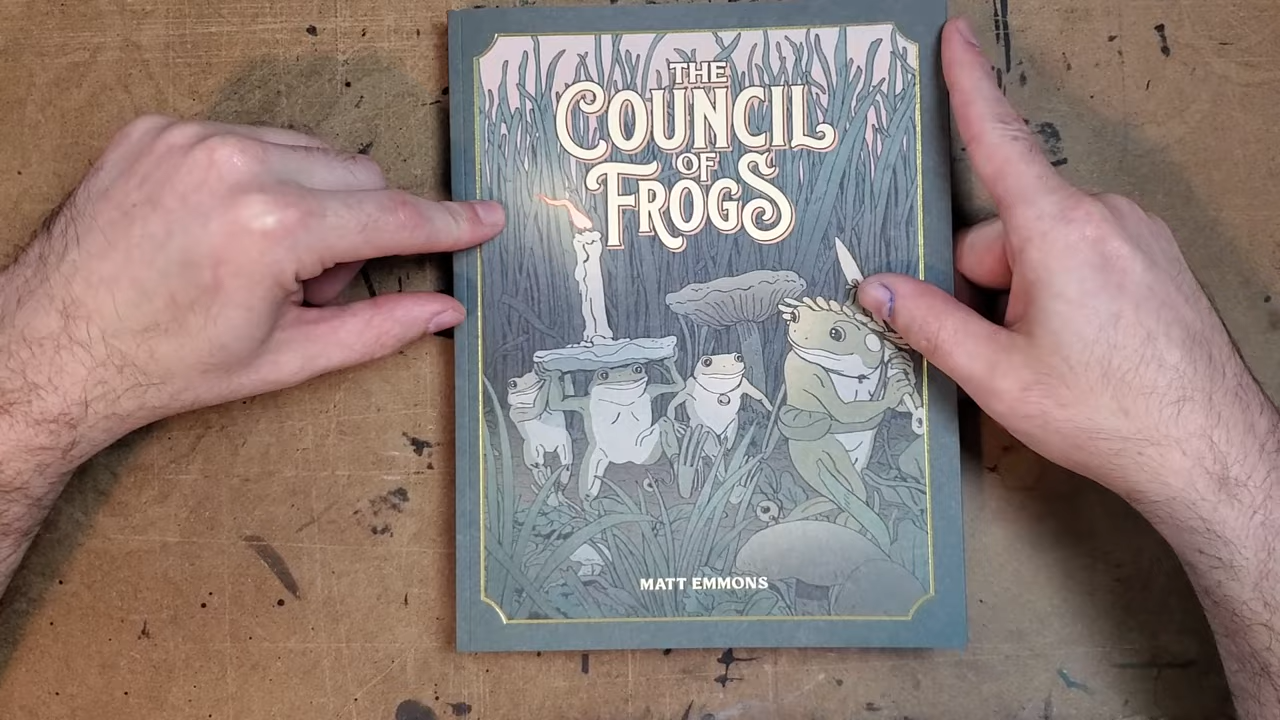 THE
COUNCIL
OF
FROGS
MATT EMMONS